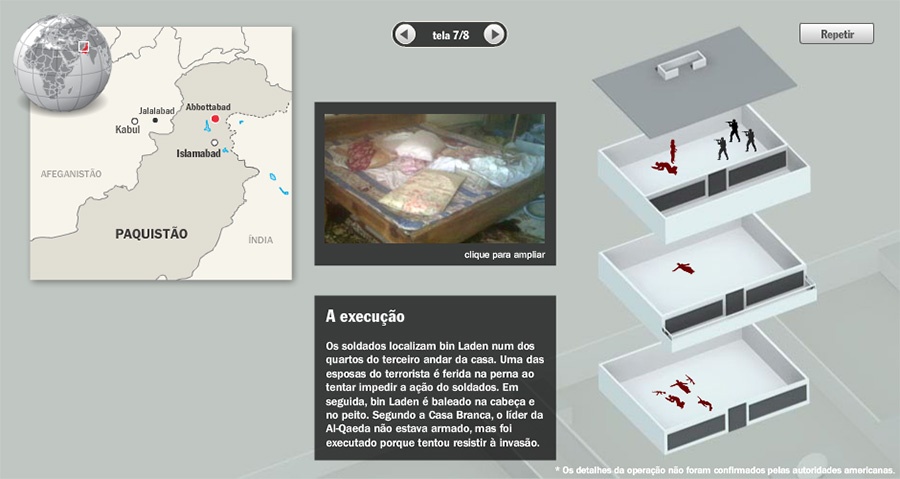 tela 7/8
Repetir
Jalalabad
Abbottabad
Kabul
Islamabad
AFEGANISTÃO
PAQUISTÃO
ÍNDIA
clique para ampliar
A execução
Os soldados localizam bin Laden num dos
quartos do terceiro andar da casa. Uma das
esposas do terrorista é ferida na perna ao
tentar impedir a ação do soldados. Em
seguida, bin Laden é baleado na cabeça e
no peito. Segundo a Casa Branca, o líder da
Al-Qaeda não estava armado, mas foi
executado porque tentou resistir à invasão.
* Os detalhes da operação não foram confirmados pelas autoridades americanas.